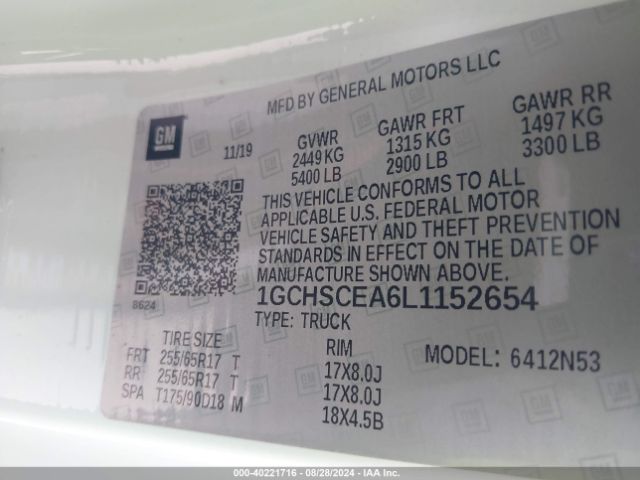 MFD BY GENERAL MOTORS LLC
GM
11/19
GVWR GAWR FRT GAWR RR
2449 KG 1315 KG 1497 KG
5400 LB 2900 LB 3300 LB
THIS VEHICLE CONFORMS TO ALL
APPLICABLE U.S. FEDERAL MOTOR
VEHICLE SAFETY AND THEFT PREVENTION
STANDARDS IN EFFECT ON THE DATE OF
MANUFACTURE SHOWN ABOVE.
8624
1GCHSCEA6L1152654
TYPE: TRUCK
TIRE SIZE RIM MODEL: 6412N53
FRT 255/65R17 T 17X8.0J
RR 255/65R17 T 17X8.0J
SPA T175/90D18 M 18X4.5B
000-40221716 - 08/28/2024 - IAA Inc.